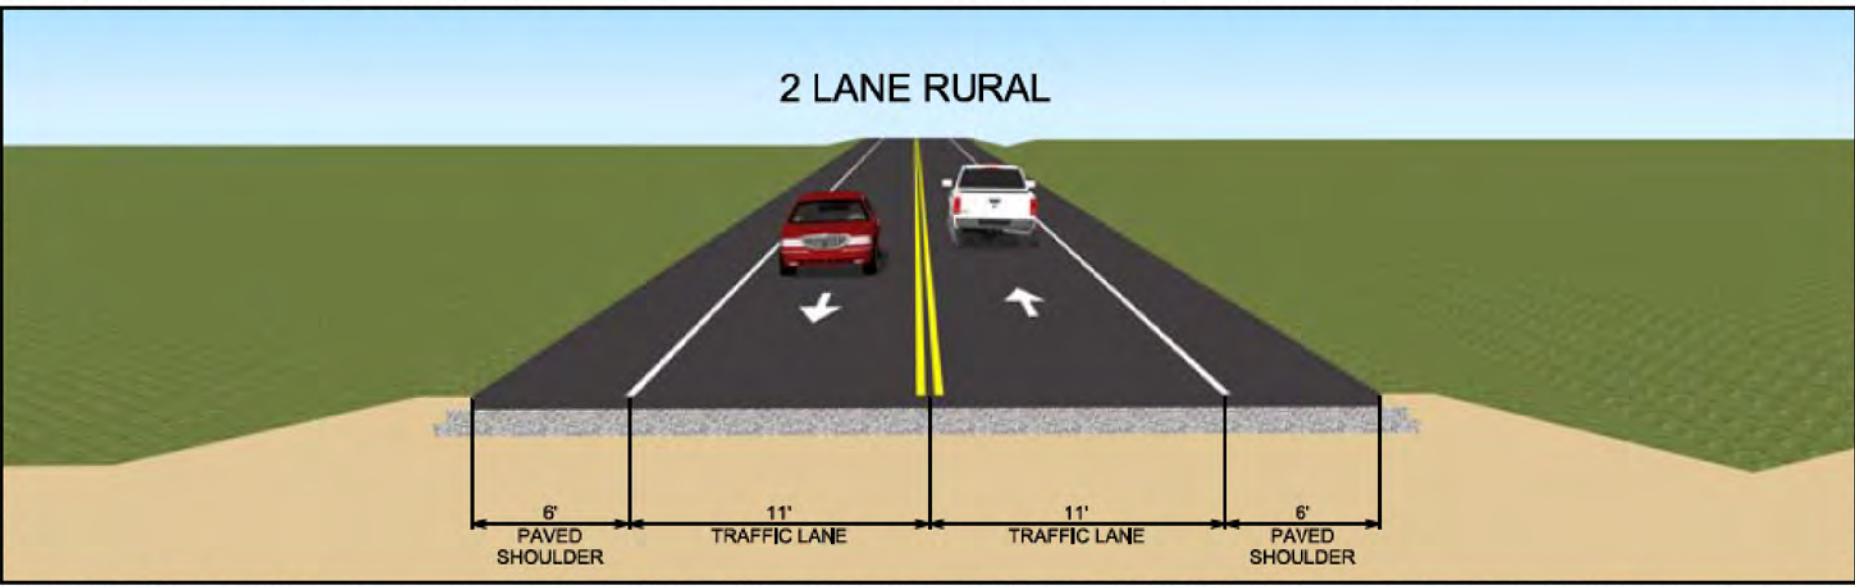 2 LANE RURAL
6'
PAVED
SHOULDER
11'
TRAFFIC LANE
11'
TRAFFIC LANE
6'
PAVED
SHOULDER